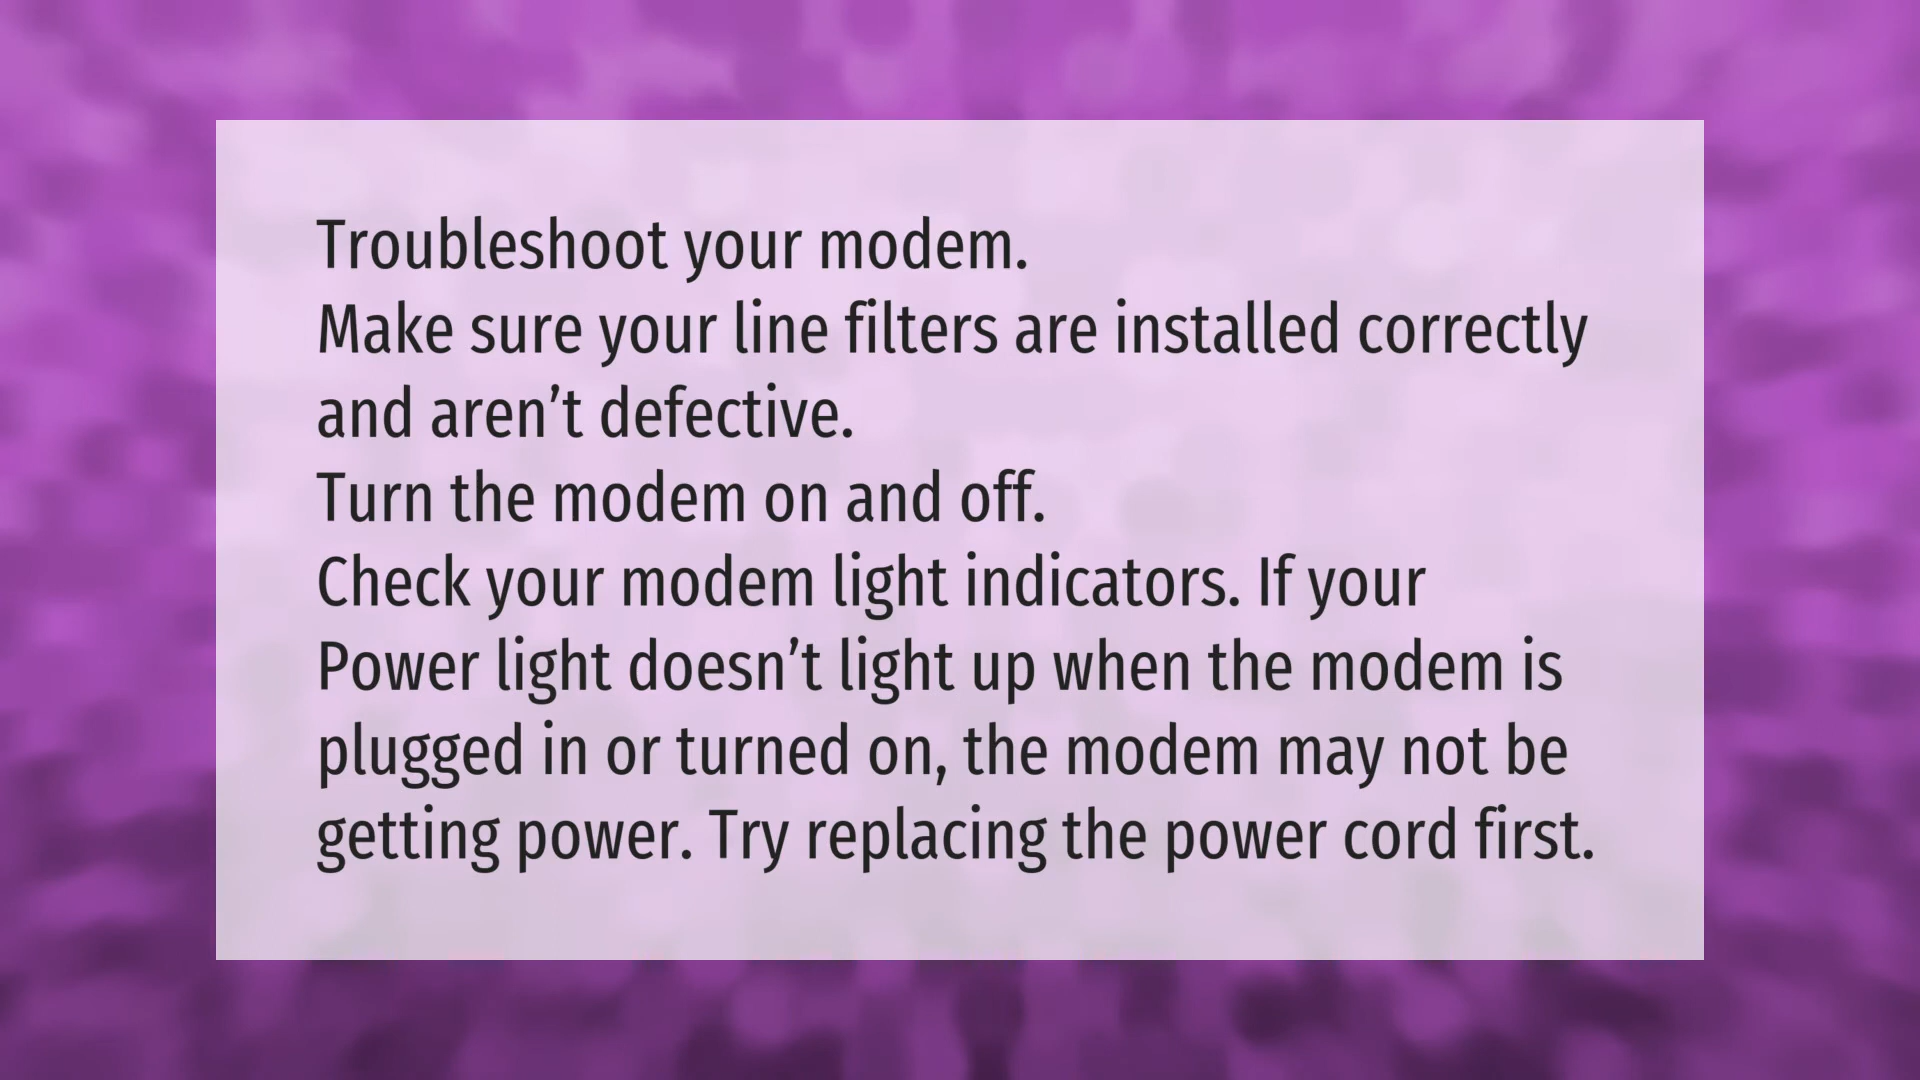 Troubleshoot your modem.
Make sure your line filters are installed correctly
and aren’t defective.
Turn the modem on and off.
Check your modem light indicators. If your
Power light doesn’t light up when the modem is
plugged in or turned on, the modem may not be
getting power. Try replacing the power cord first.